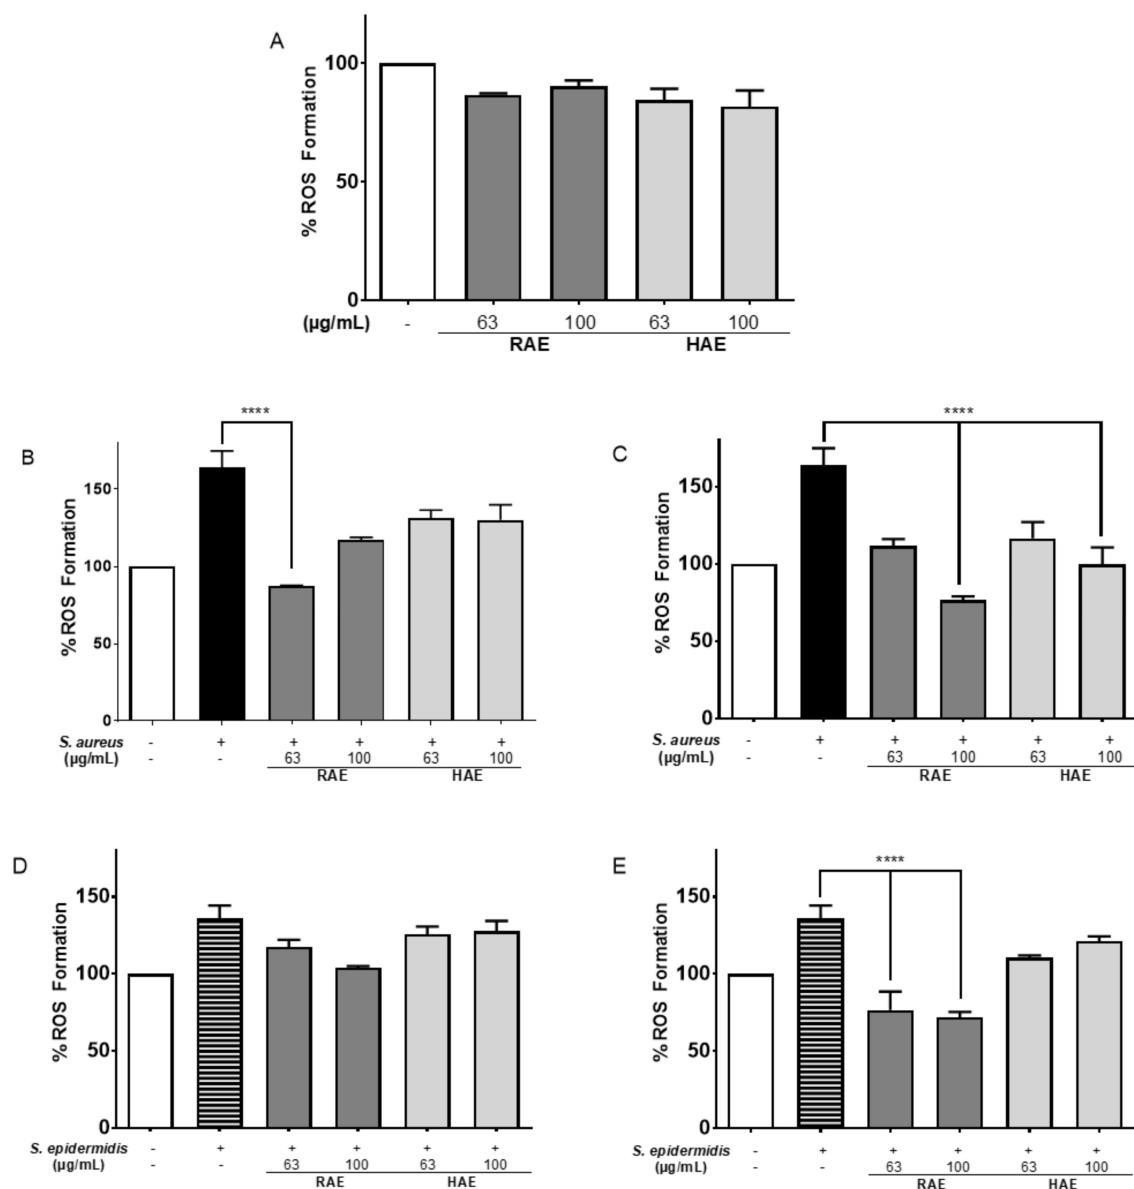 A
% ROS Formation
100
50
0
(µg/mL) - 63 100 63 100
RAE HAE
B
****
% ROS Formation
150
100
50
0
S. aureus - + + + + +
(µg/mL) - - 63 100 63 100
RAE HAE
C
****
% ROS Formation
150
100
50
0
S. aureus - + + + + +
(µg/mL) - - 63 100 63 100
RAE HAE
D
% ROS Formation
150
100
50
0
S. epidermidis - + + + + +
(µg/mL) - - 63 100 63 100
RAE HAE
E
****
% ROS Formation
150
100
50
0
S. epidermidis - + + + + +
(µg/mL) - - 63 100 63 100
RAE HAE